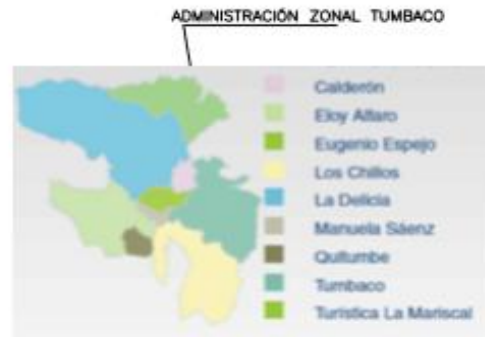 ADMINISTRACIÓN ZONAL TUMBACO
Calderón
Eloy Alfaro
Eugenio Espejo
Los Chillos
La Delicia
Manuela Sáenz
Quitumbe
Tumbaco
Turística La Mariscal